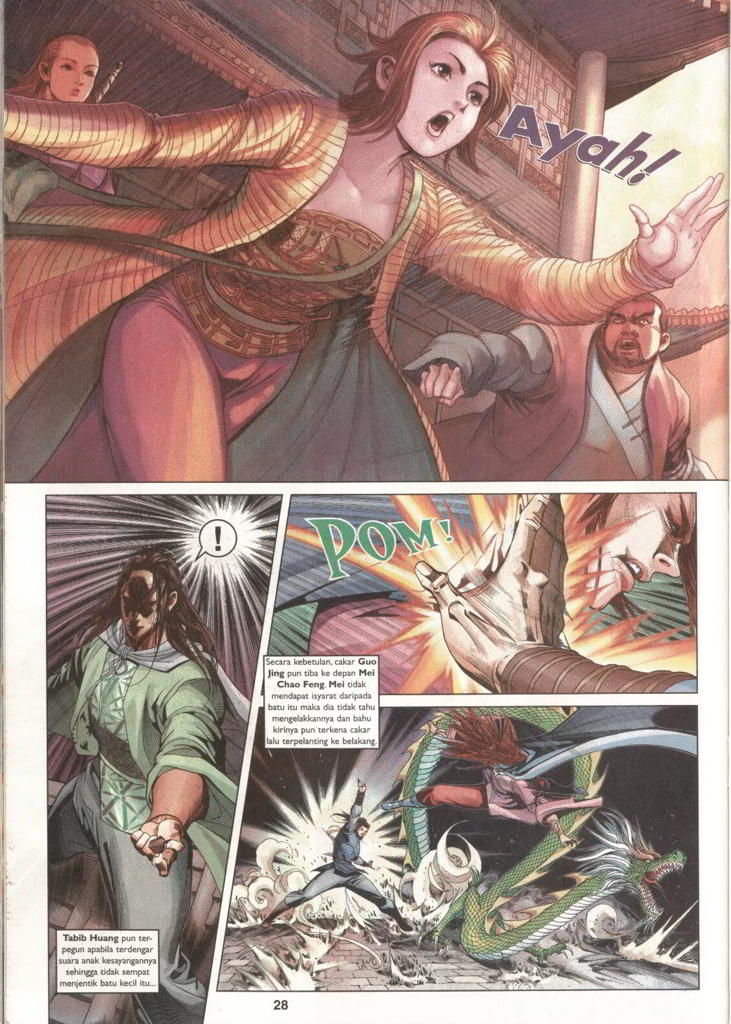 Ayah!
!
POM!
Secara kebetulan, cakar Guo
Jing pun tiba ke depan Mei
Chao Feng. Mei tidak
mendapat isyarat daripada
batu itu maka dia tidak tahu
mengelakkannya dan bahu
kirinya pun terkena cakar
lalu terpelanting ke belakang.
Tabib Huang pun ter-
pegun apabila terdengar
suara anak kesayangannya
sehingga tidak sempat
menjentik batu kecil itu...
28